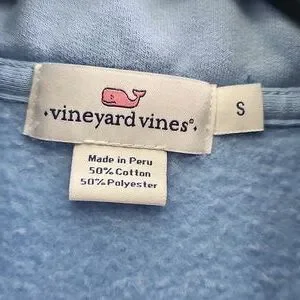 S
·vineyard vines®·
S
Made in Peru
50% Cotton
50% Polyester